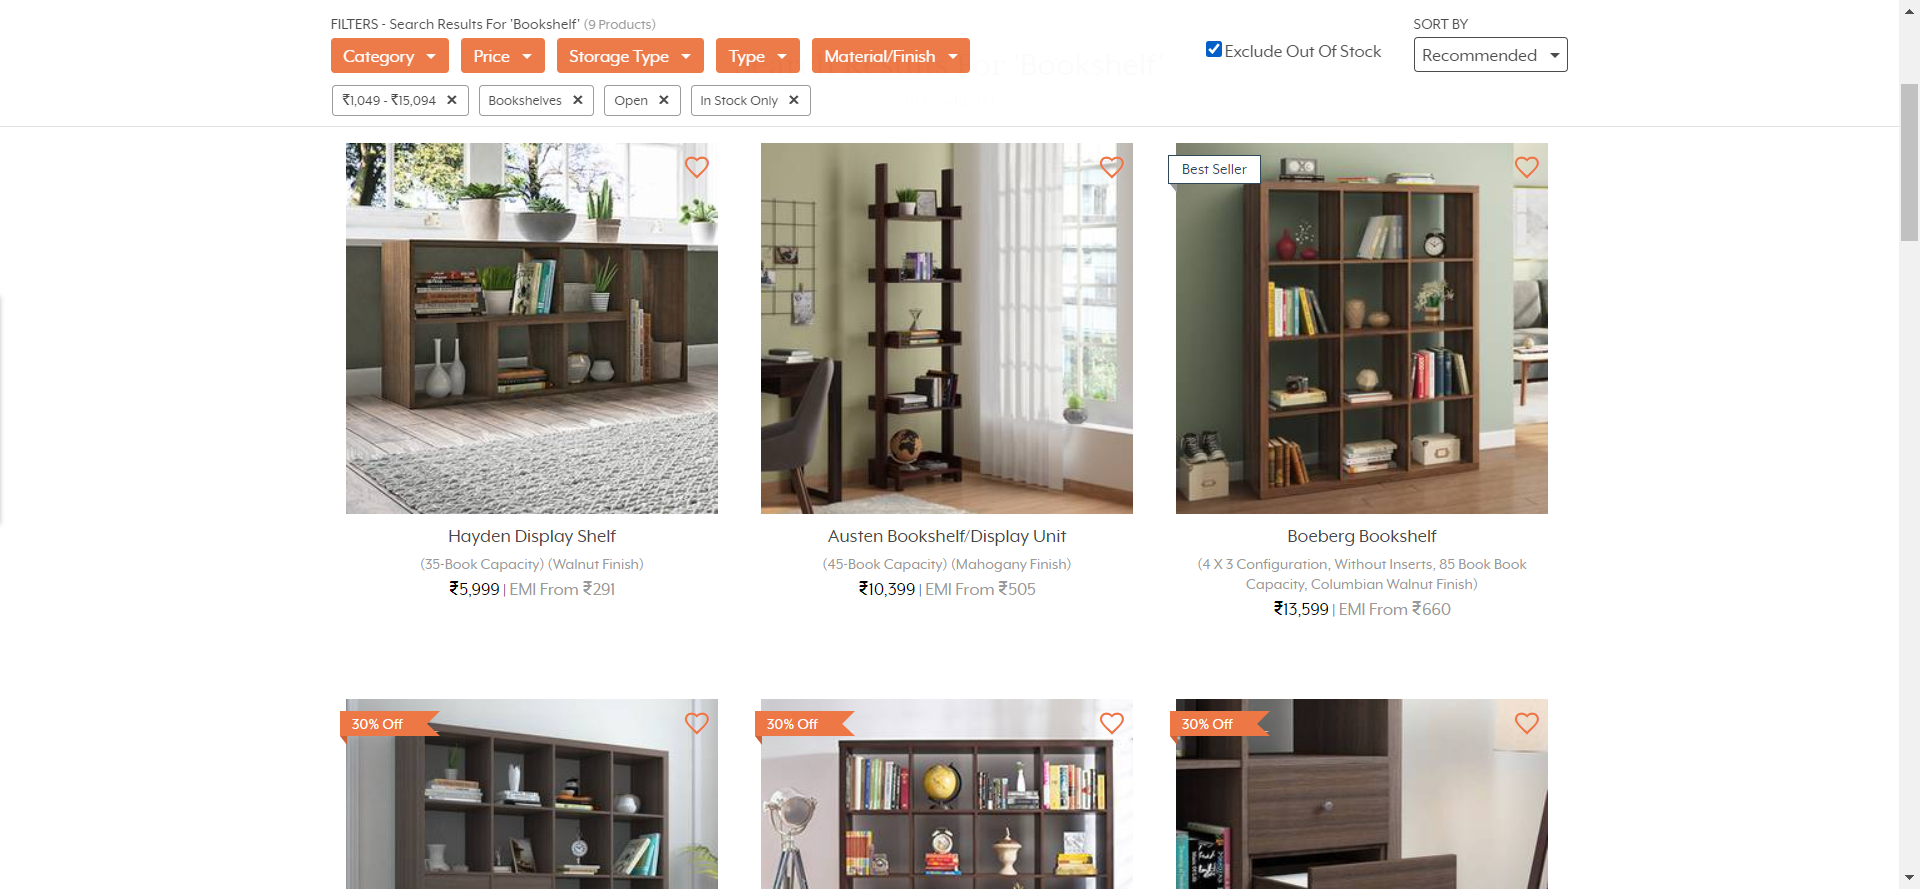 FILTERS - Search Results For 'Bookshelf' (9 Products)
SORT BY
Category
Price
Storage Type
Type
Material/Finish
Exclude Out Of Stock
Recommended
₹1,049 - ₹15,094 ✕
Bookshelves ✕
Open ✕
In Stock Only ✕
Best Seller
Hayden Display Shelf
(35-Book Capacity) (Walnut Finish)
₹5,999 | EMI From ₹291
Austen Bookshelf/Display Unit
(45-Book Capacity) (Mahogany Finish)
₹10,399 | EMI From ₹505
Boeberg Bookshelf
(4 X 3 Configuration, Without Inserts, 85 Book Book
Capacity, Columbian Walnut Finish)
₹13,599 | EMI From ₹660
30% Off
30% Off
30% Off